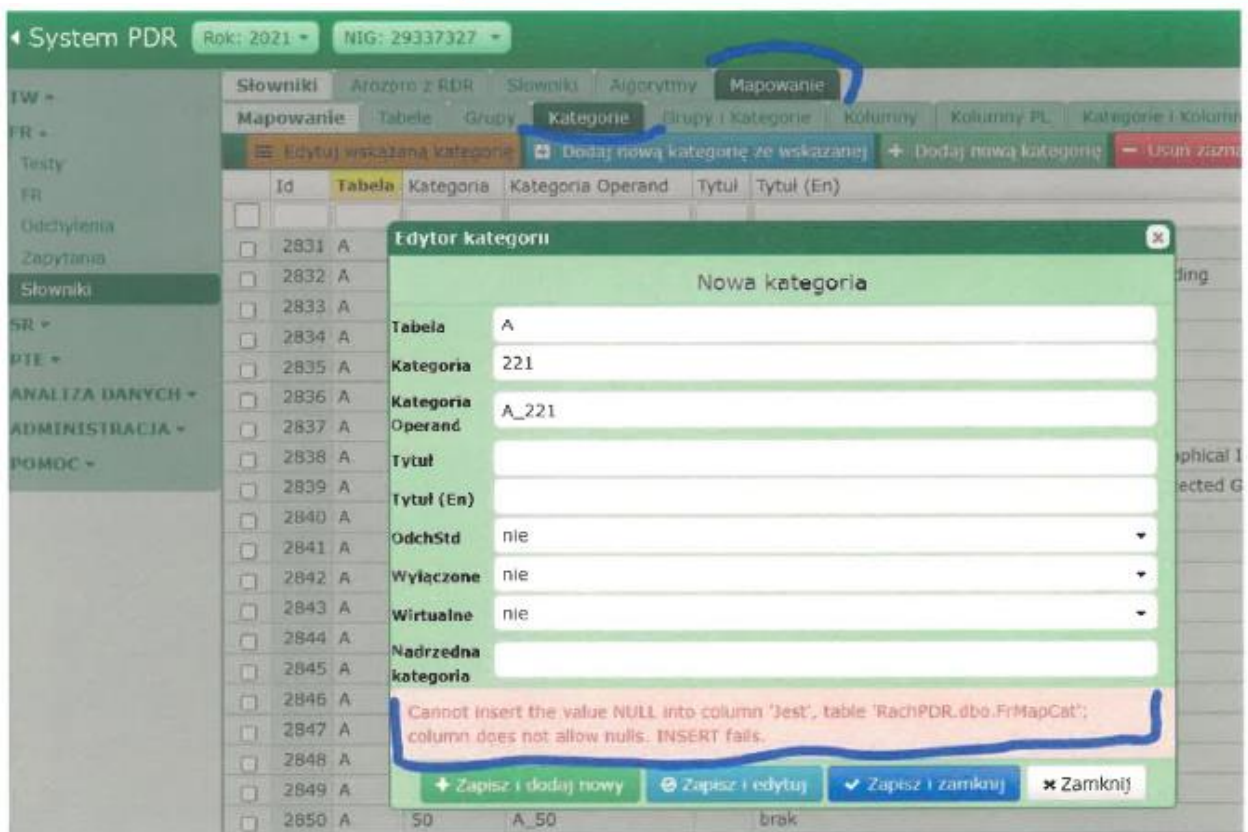 System PDR Rok: 2021 NIG: 29337327
Słowniki Słowniki Algorytmy Mapowanie
Mapowanie Tabele Grupy Kategorie Grupy i Kategorie Kolumny Kolumny PL Kategorie i Kolumn
Edytuj wskazaną kategorię Dodaj nową kategorię ze wskazanej Dodaj nową kategorię Usuń zazna
TW
FR
Testy
FR
Odchylenia
Zapytania
Słowniki
SR
PTE
ANALIZA DANYCH
ADMINISTRACJA
POMOC
Id Tabela Kategoria Kategoria Operand Tytuł Tytuł (En)
2831 A
2832 A ding
2833 A
2834 A
2835 A
2836 A
2837 A
2838 A aphical I
2839 A ected G
2840 A
2841 A
2842 A
2843 A
2844 A
2845 A
2846 A
2847 A
2848 A
2849 A
2850 A 50 A_50 brak
Edytor kategorii
Nowa kategoria
Tabela A
Kategoria 221
Kategoria
Operand A_221
Tytuł
Tytuł (En)
OdchStd nie
Wyłączone nie
Wirtualne nie
Nadrzedna
kategoria
Cannot insert the value NULL into column 'Jest', table 'RachPDR.dbo.FrMapCat';
column does not allow nulls. INSERT fails.
Zapisz i dodaj nowy Zapisz i edytuj Zapisz i zamknij Zamknij